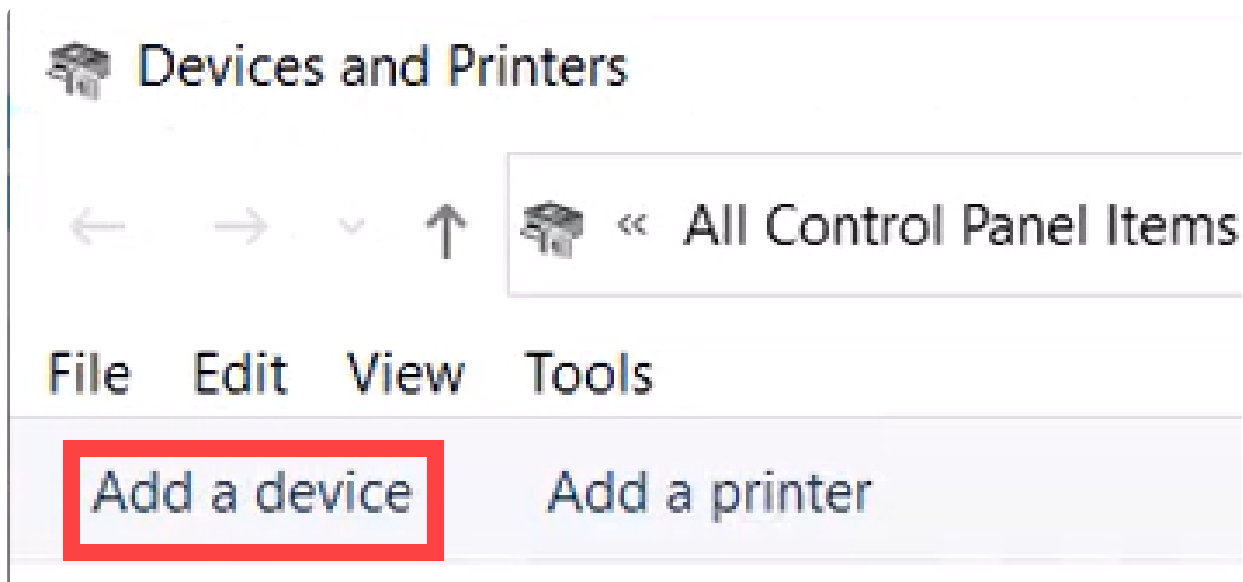 Devices and Printers
« All Control Panel Items
File Edit View Tools
Add a device Add a printer